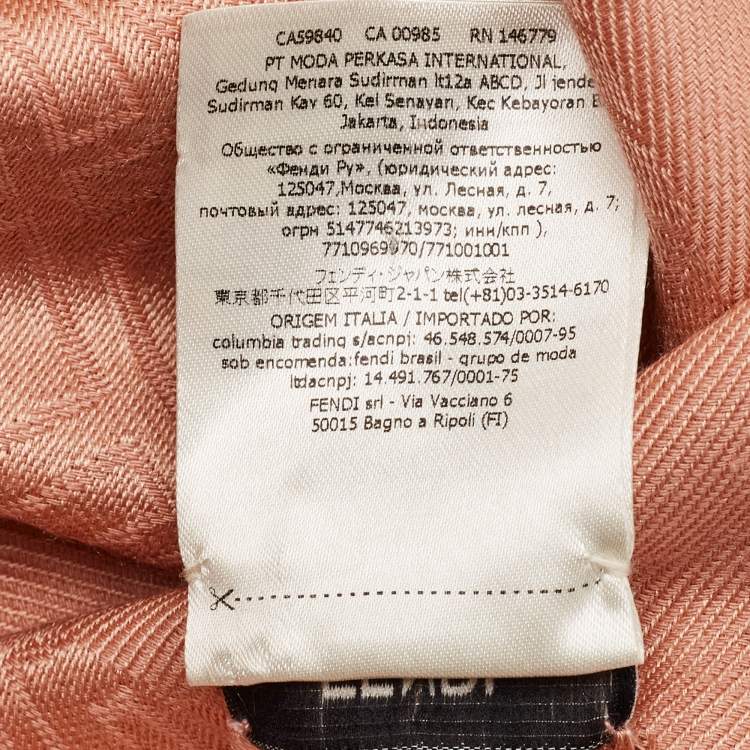 CA59840 CA 00985 RN 146779
PT MODA PERKASA INTERNATIONAL,
Gedung Menara Sudirman lt12a ABCD, Jl jende
Sudirman Kav 60, Kel Senayan, Kec Kebayoran B
Jakarta, Indonesia
Общество с ограниченной ответственностью
«Фенди Ру», (юридический адрес:
125047,Москва, ул. Лесная, д. 7,
почтовый адрес: 125047, москва, ул. лесная, д. 7;
огрн 5147746213973; инн/кпп ),
7710969070/771001001
フェンディ・ジャパン株式会社
東京都千代田区平河町2-1-1 tel(+81)03-3514-6170
ORIGEM ITALIA / IMPORTADO POR:
columbia trading s/acnpj: 46.548.574/0007-95
sob encomenda:fendi brasil - grupo de moda
ltdacnpj: 14.491.767/0001-75
FENDI srl - Via Vacciano 6
50015 Bagno a Ripoli (FI)
FENDI